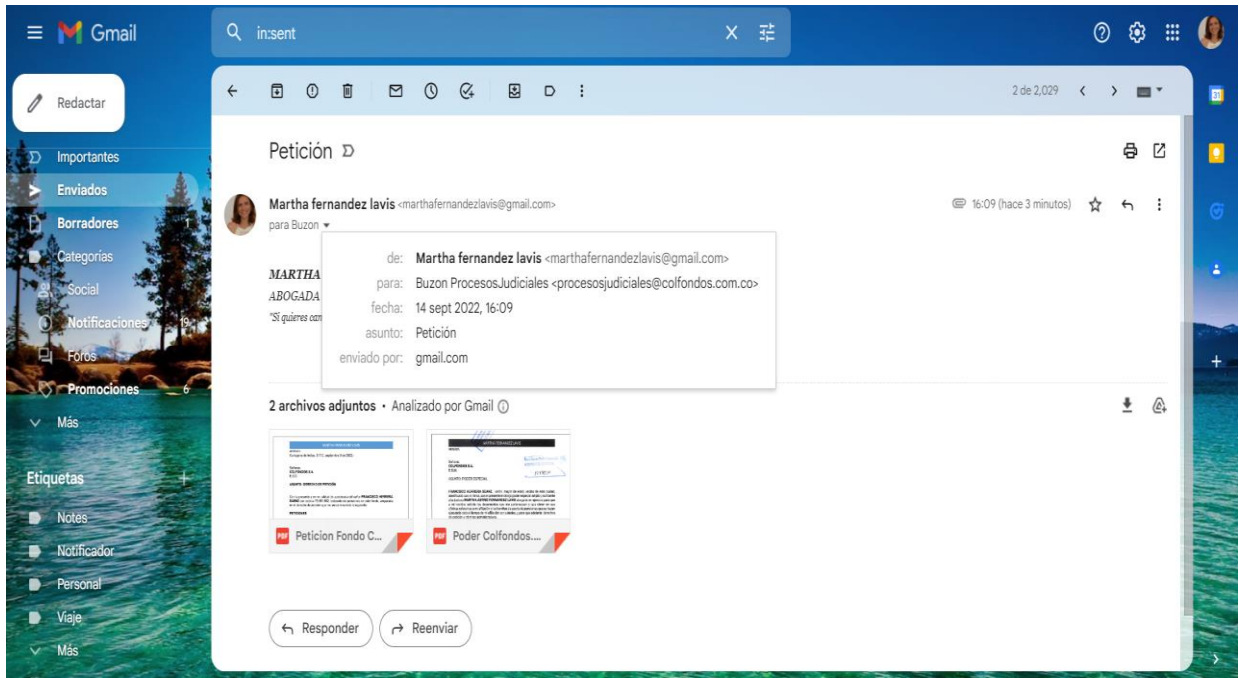 Gmail
in:sent
Redactar
2 de 2,029
Importantes
Enviados
Borradores 1
Categorías
Social
Notificaciones 19
Foros
Promociones 6
Más
Etiquetas
Notes
Notificador
Personal
Viaje
Más
Petición
Martha fernandez lavis <marthafernandezlavis@gmail.com>
16:09 (hace 3 minutos)
para Buzon
de: Martha fernandez lavis <marthafernandezlavis@gmail.com>
para: Buzon ProcesosJudiciales <procesosjudiciales@colfondos.com.co>
fecha: 14 sept 2022, 16:09
asunto: Petición
enviado por: gmail.com
MARTHA
ABOGADA
"Si quieres cam
2 archivos adjuntos • Analizado por Gmail
PDF Peticion Fondo C...
PDF Poder Colfondos....
Responder
Reenviar